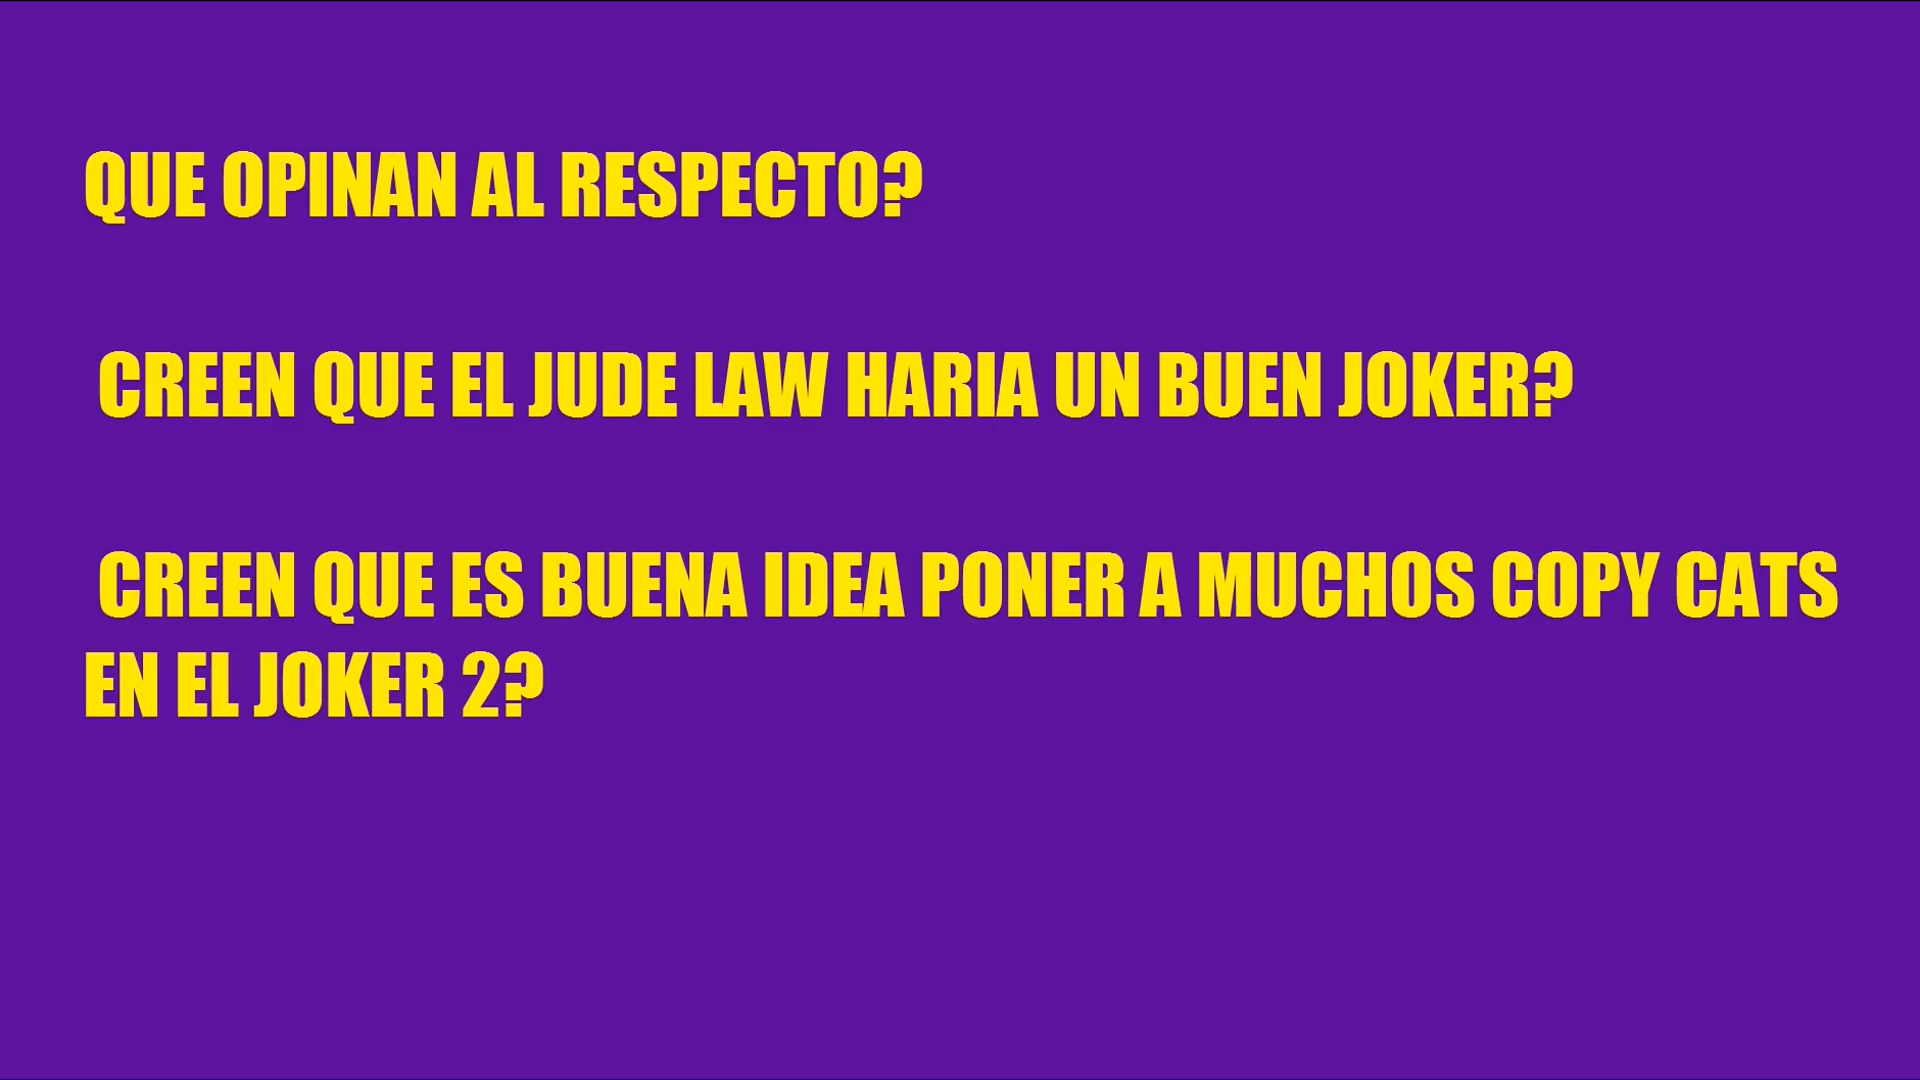 QUE OPINAN AL RESPECTO?
CREEN QUE EL JUDE LAW HARIA UN BUEN JOKER?
CREEN QUE ES BUENA IDEA PONER A MUCHOS COPY CATS
EN EL JOKER 2?